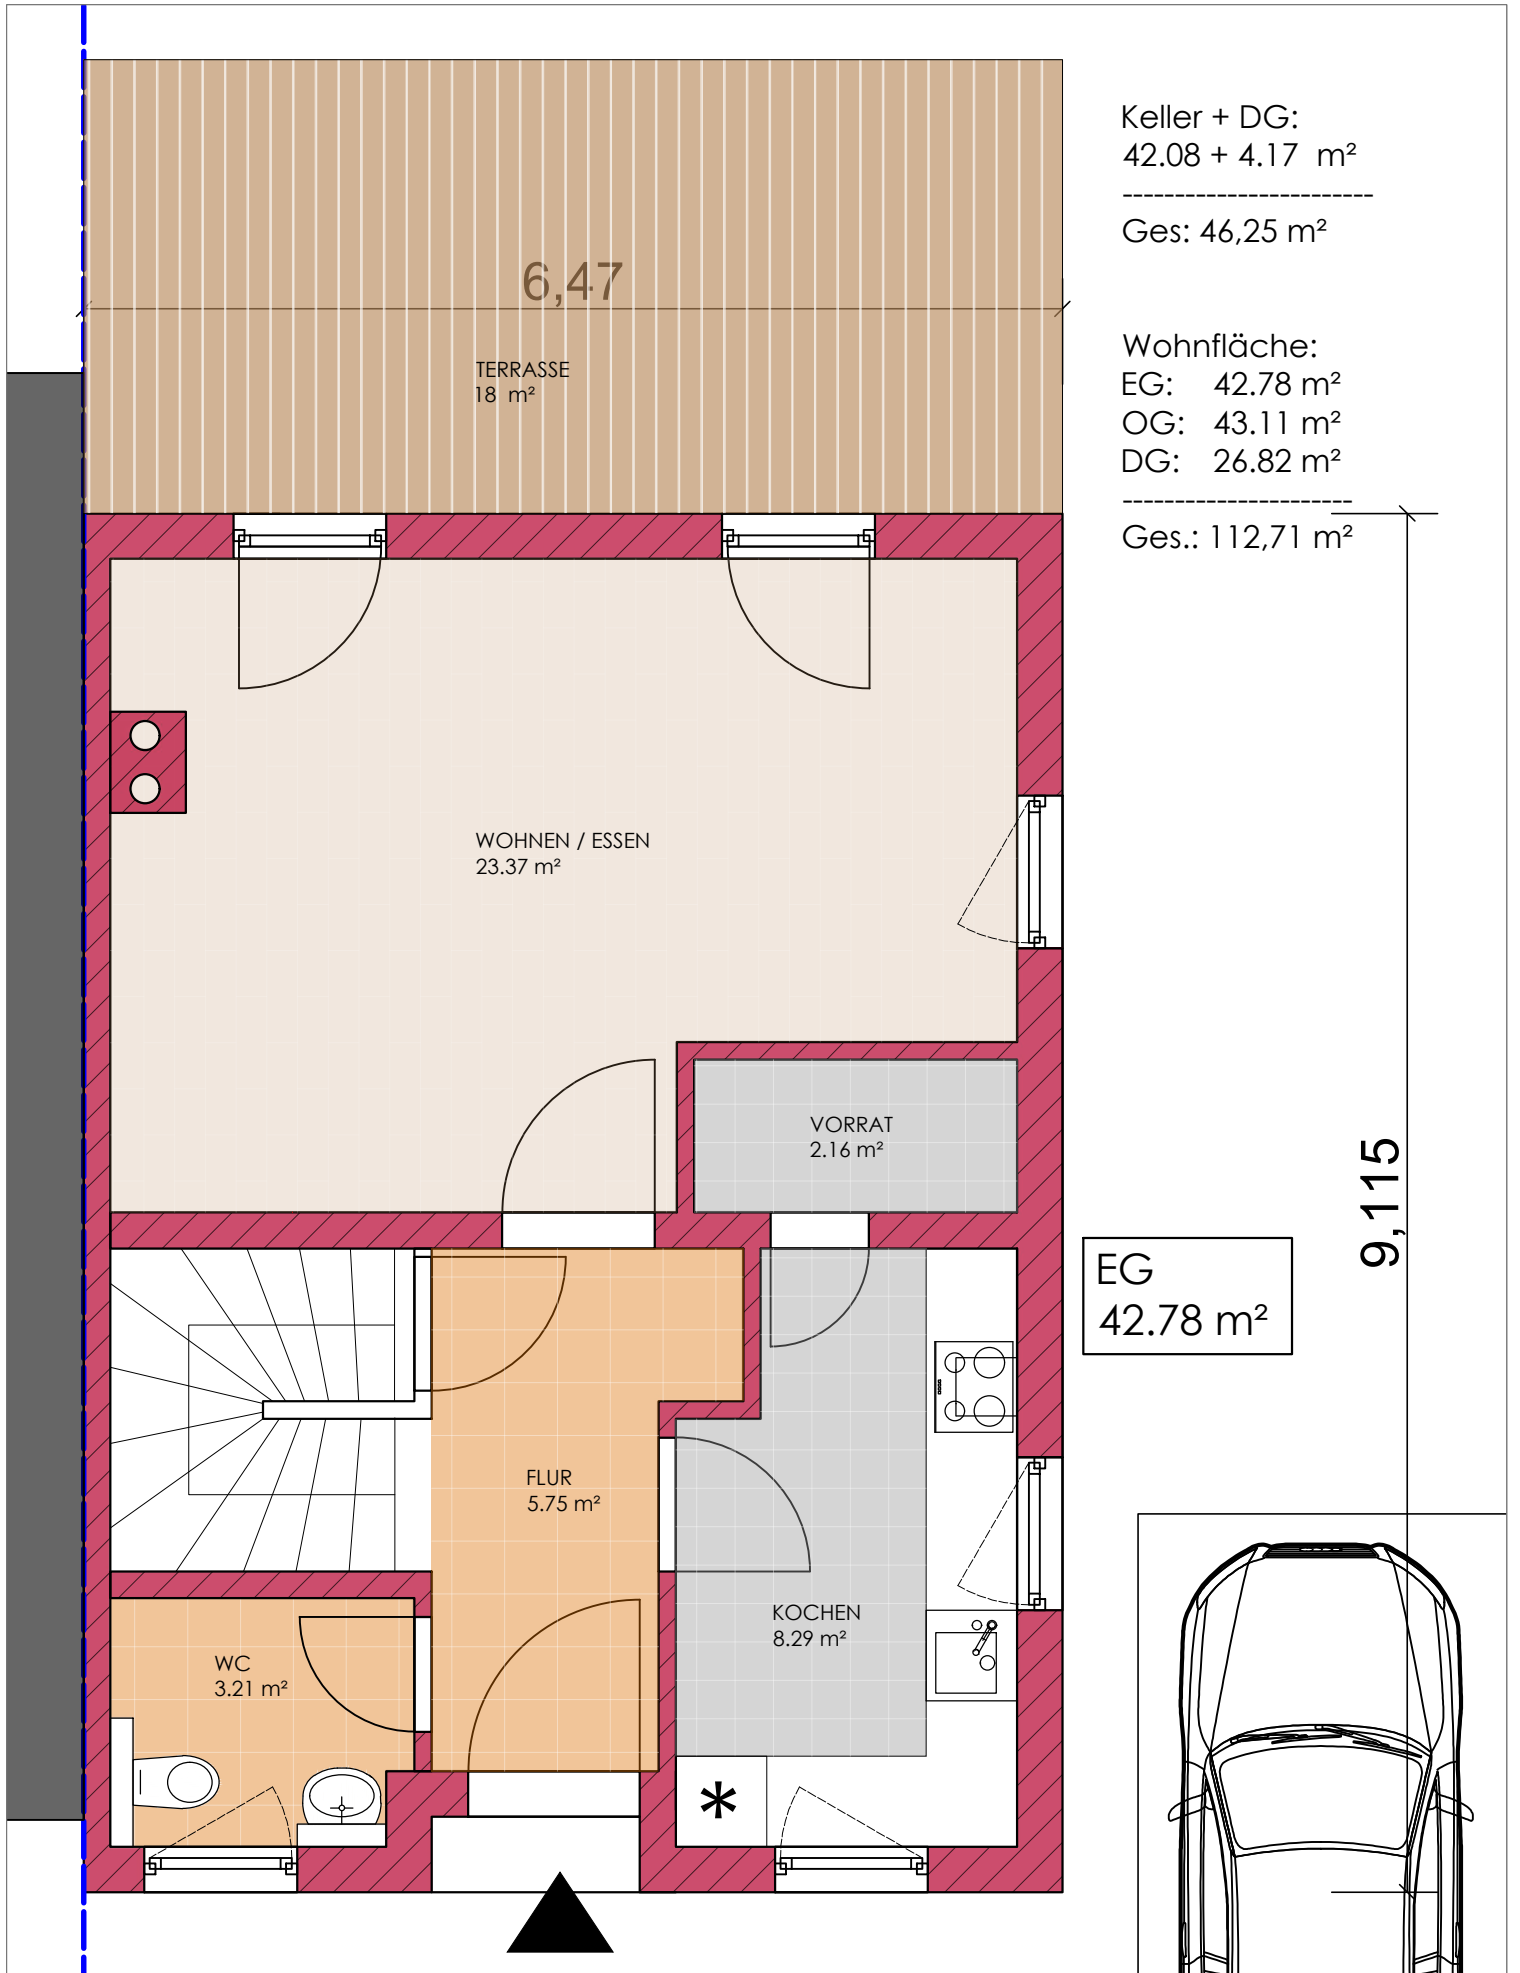 Keller + DG:
42.08 + 4.17 m²
------------------------
Ges: 46,25 m²
Wohnfläche:
EG: 42.78 m²
OG: 43.11 m²
DG: 26.82 m²
----------------------
Ges.: 112,71 m²
6,47
TERRASSE
18 m²
WOHNEN / ESSEN
23.37 m²
VORRAT
2.16 m²
9,115
EG
42.78 m²
FLUR
5.75 m²
KOCHEN
8.29 m²
WC
3.21 m²
*